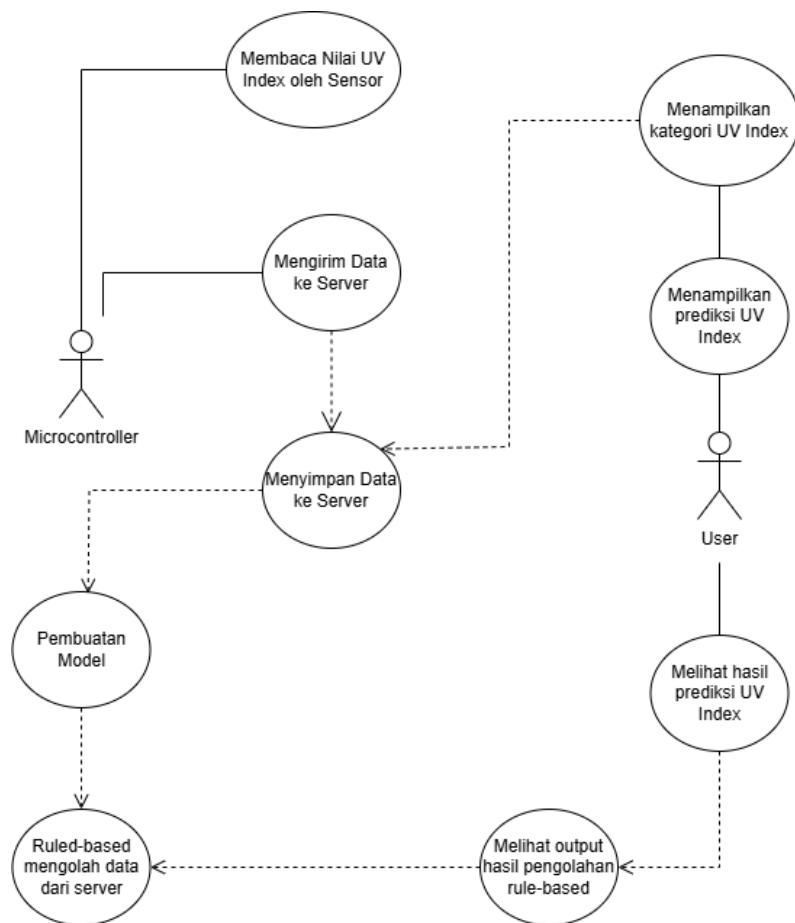 Membaca Nilai UV
Index oleh Sensor
Menampilkan
kategori UV Index
Mengirim Data
ke Server
Menampilkan
prediksi UV
Index
Microcontroller
Menyimpan Data
ke Server
User
Pembuatan
Model
Melihat hasil
prediksi UV
Index
Ruled-based
mengolah data
dari server
Melihat output
hasil pengolahan
rule-based